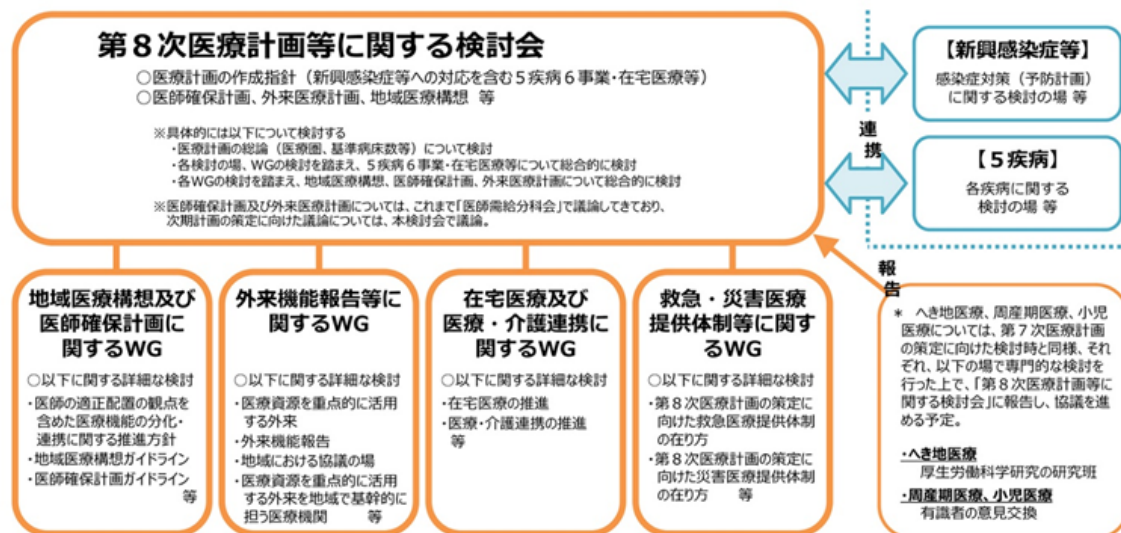 第８次医療計画等に関する検討会
○医療計画の作成指針（新興感染症等への対応を含む５疾病６事業・在宅医療等）
○医師確保計画、外来医療計画、地域医療構想 等
※具体的には以下について検討する
・医療計画の総論（医療圏、基準病床数等）について検討
・各検討の場、WGの検討を踏まえ、５疾病６事業・在宅医療等について総合的に検討
・各WGの検討を踏まえ、地域医療構想、医師確保計画、外来医療計画について総合的に検討
※医師確保計画及び外来医療計画については、これまで「医師需給分科会」で議論してきており、
次期計画の策定に向けた議論については、本検討会で議論。
連携
【新興感染症等】
感染症対策（予防計画）
に関する検討の場 等
【５疾病】
各疾病に関する
検討の場 等
報告
地域医療構想及び
医師確保計画に
関するWG
○以下に関する詳細な検討
・医師の適正配置の観点を
含めた医療機能の分化・
連携に関する推進方針
・地域医療構想ガイドライン
・医師確保計画ガイドライン
等
外来機能報告等に
関するWG
○以下に関する詳細な検討
・医療資源を重点的に活用
する外来
・外来機能報告
・地域における協議の場
・医療資源を重点的に活用
する外来を地域で基幹的に
担う医療機関 等
在宅医療及び
医療・介護連携に
関するWG
○以下に関する詳細な検討
・在宅医療の推進
・医療・介護連携の推進
等
救急・災害医療
提供体制等に関す
るWG
○以下に関する詳細な検討
・第８次医療計画の策定に
向けた救急医療提供体制
の在り方
・第８次医療計画の策定に
向けた災害医療提供体制
の在り方 等
* へき地医療、周産期医療、小児
医療については、第７次医療計画
の策定に向けた検討時と同様、それ
ぞれ、以下の場で専門的な検討を
行った上で、「第８次医療計画等に
関する検討会」に報告し、協議を進
める予定。
・へき地医療
厚生労働科学研究の研究班
・周産期医療、小児医療
有識者の意見交換